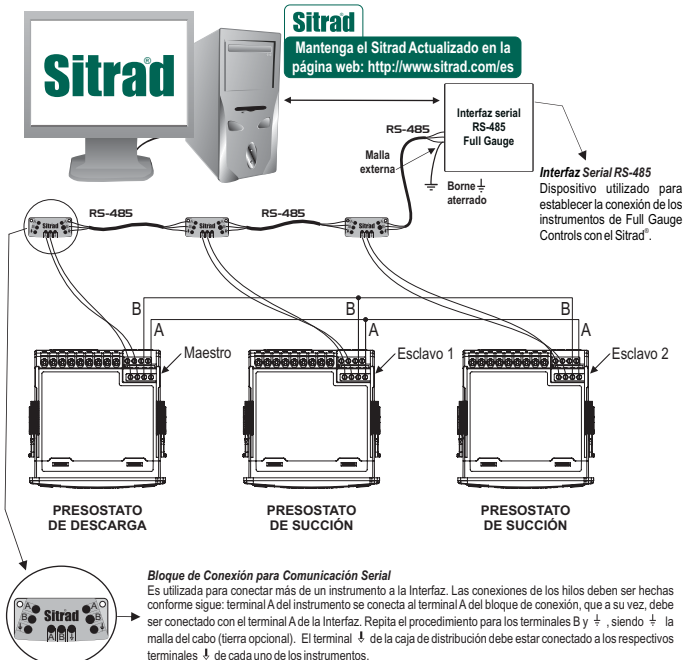 Sitrad
Mantenga el Sitrad Actualizado en la
página web: http://www.sitrad.com/es
Sitrad®
Interfaz serial
RS-485
Full Gauge
RS-485
Malla
externa
Borne ⏚
aterrado
Interfaz Serial RS-485
Dispositivo utilizado para
establecer la conexión de los
instrumentos de Full Gauge
Controls con el Sitrad®.
RS-485
RS-485
Sitrad
Sitrad
Sitrad
B
B
B
A
A
A
Maestro
Esclavo 1
Esclavo 2
PRESOSTATO
DE DESCARGA
PRESOSTATO
DE SUCCIÓN
PRESOSTATO
DE SUCCIÓN
Bloque de Conexión para Comunicación Serial
Es utilizada para conectar más de un instrumento a la Interfaz. Las conexiones de los hilos deben ser hechas
conforme sigue: terminal A del instrumento se conecta al terminal A del bloque de conexión, que a su vez, debe
ser conectado con el terminal A de la Interfaz. Repita el procedimiento para los terminales B y ⏚ , siendo ⏚ la
malla del cabo (tierra opcional). El terminal ⏚ de la caja de distribución debe estar conectado a los respectivos
terminales ⏚ de cada uno de los instrumentos.
A
A
B
Sitrad
B
A B ⏚